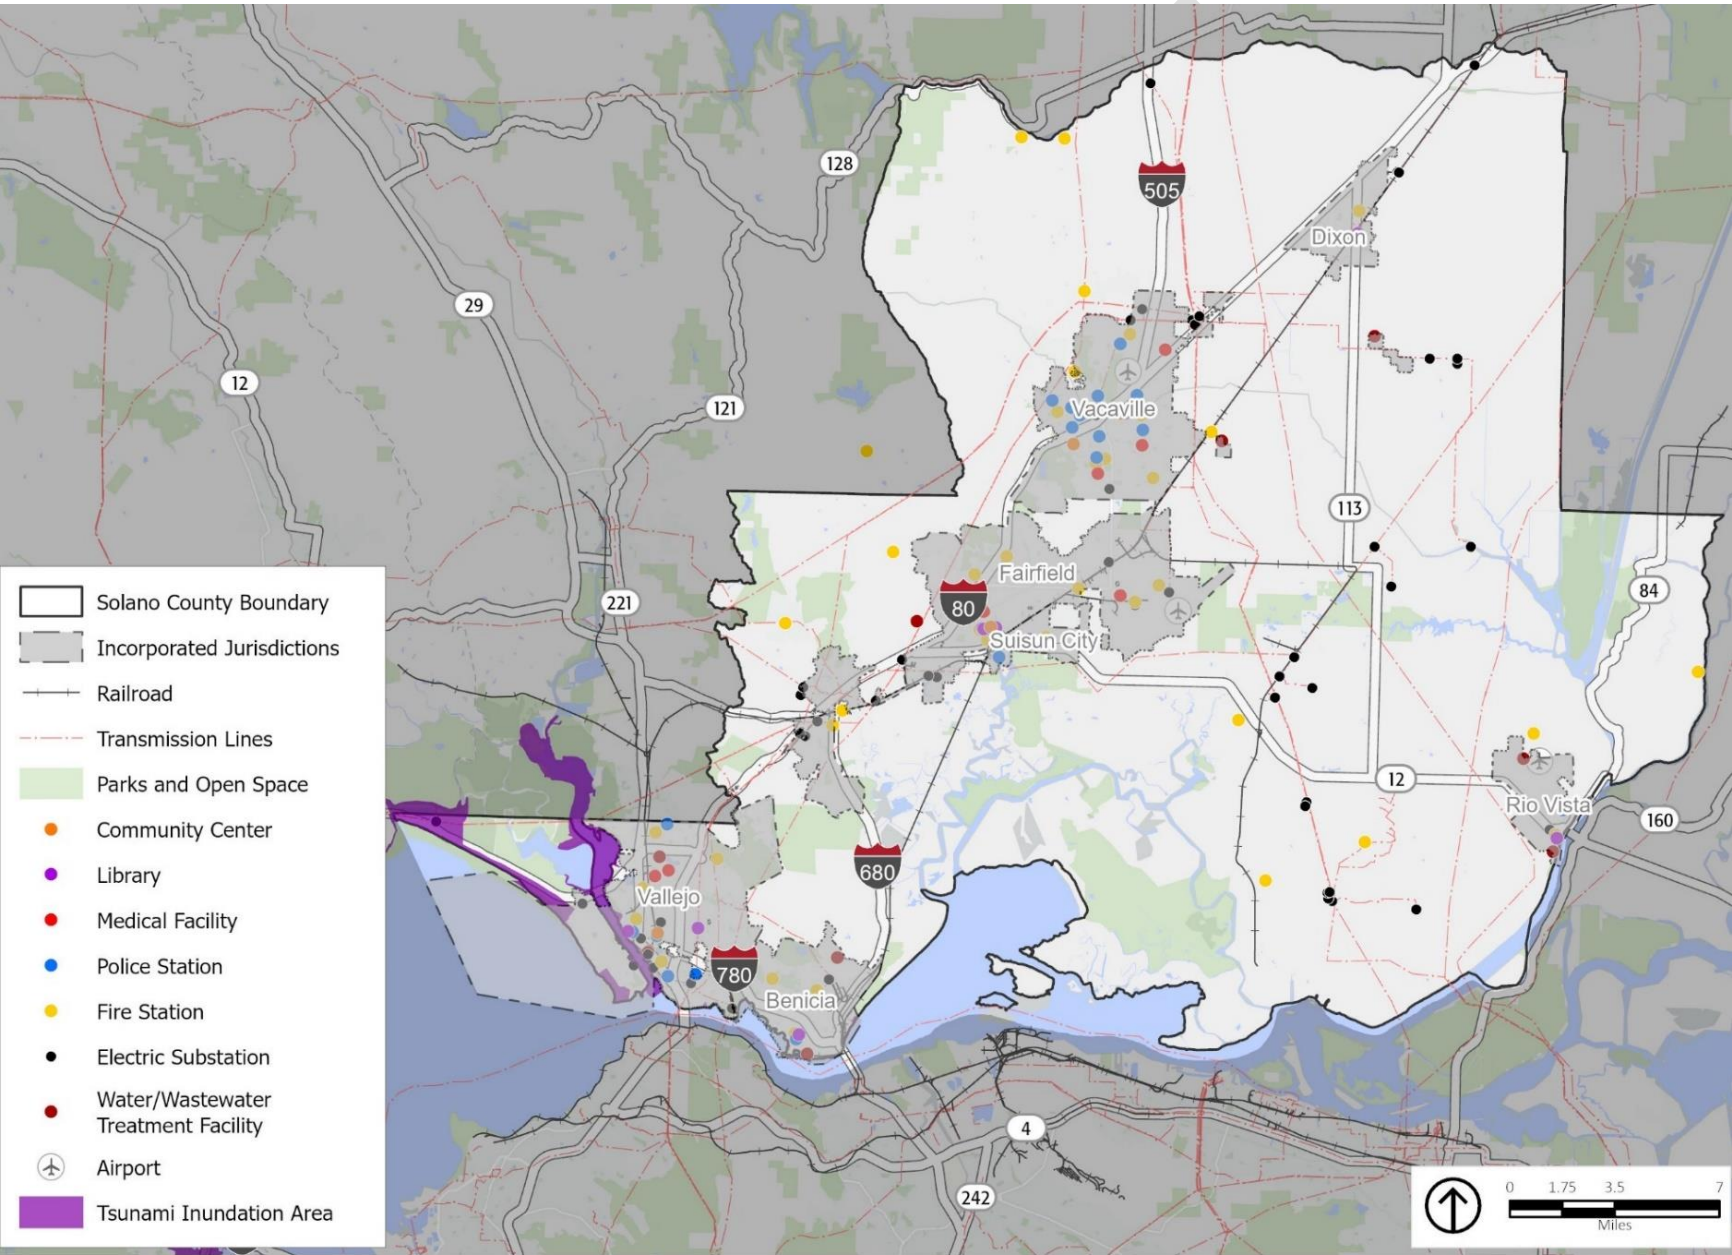 128
505
Dixon
29
12
121
Vacaville
113
Fairfield
80
84
221
Suisun City
12
Rio Vista
160
680
Vallejo
780
Benicia
4
242
Solano County Boundary
Incorporated Jurisdictions
Railroad
Transmission Lines
Parks and Open Space
Community Center
Library
Medical Facility
Police Station
Fire Station
Electric Substation
Water/Wastewater
Treatment Facility
Airport
Tsunami Inundation Area
0 1.75 3.5 7
Miles